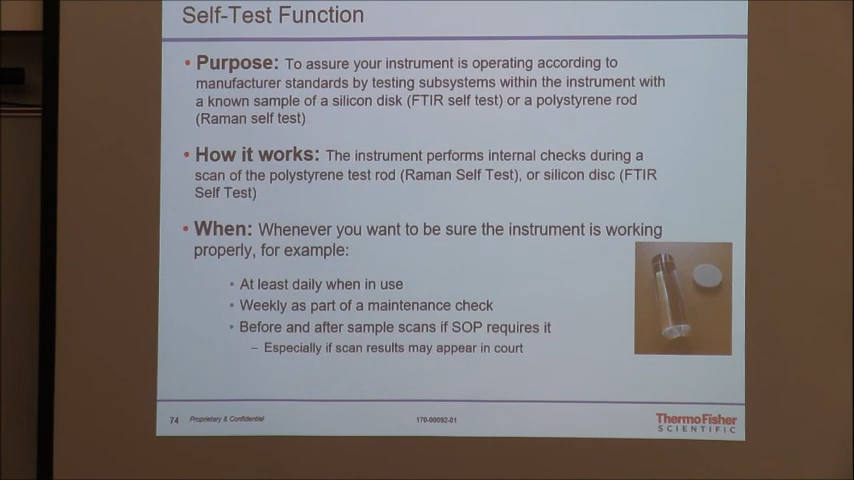 Self-Test Function
• Purpose: To assure your instrument is operating according to
manufacturer standards by testing subsystems within the instrument with
a known sample of a silicon disk (FTIR self test) or a polystyrene rod
(Raman self test)
• How it works: The instrument performs internal checks during a
scan of the polystyrene test rod (Raman Self Test), or silicon disc (FTIR
Self Test)
• When: Whenever you want to be sure the instrument is working
properly, for example:
• At least daily when in use
• Weekly as part of a maintenance check
• Before and after sample scans if SOP requires it
– Especially if scan results may appear in court
74 Proprietary & Confidential 170-00092-01
ThermoFisher
SCIENTIFIC